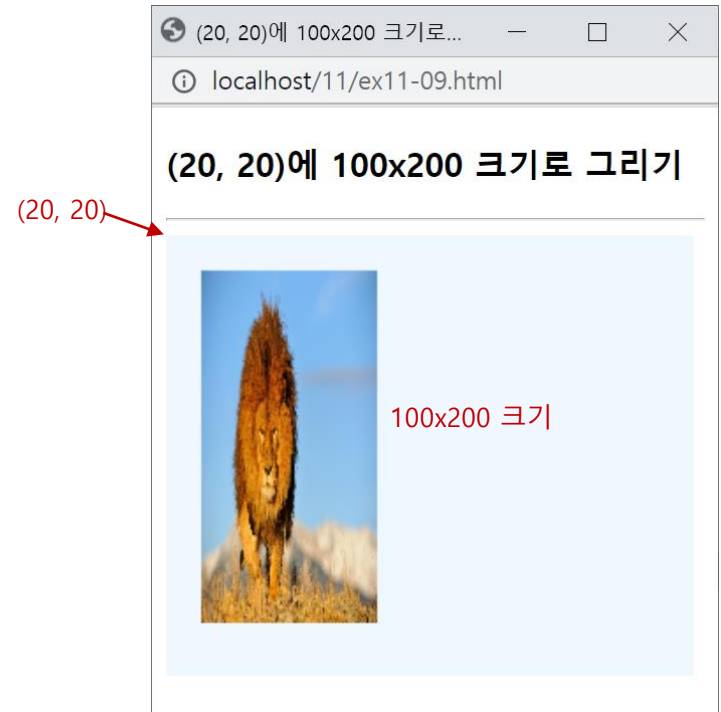 (20, 20)에 100x200 크기로...
localhost/11/ex11-09.html
(20, 20)에 100x200 크기로 그리기
(20, 20)
100x200 크기